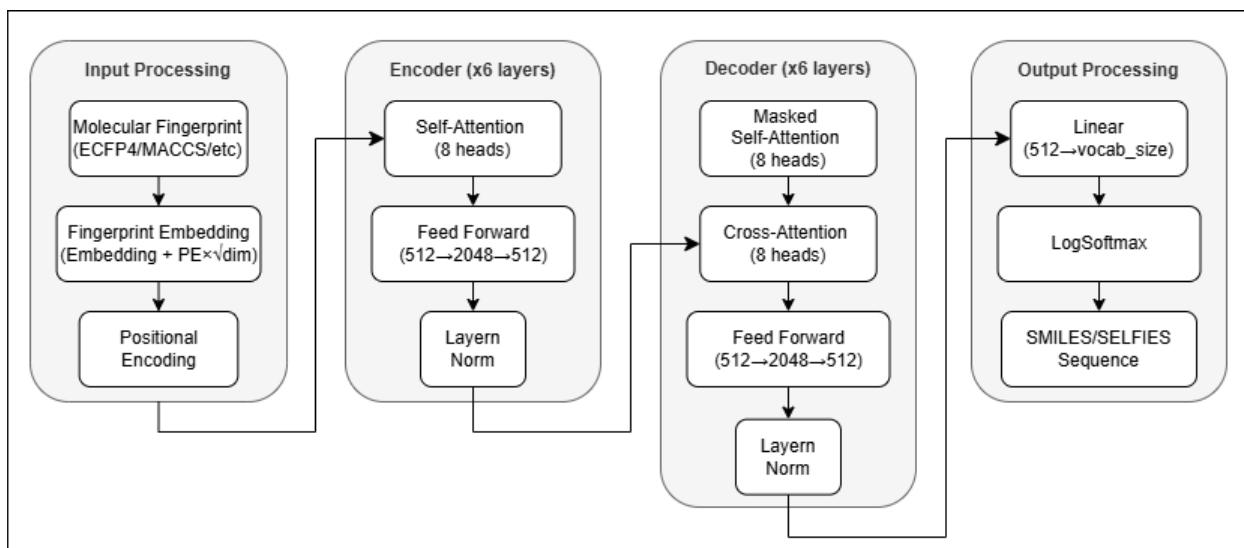 Input Processing
Molecular Fingerprint
(ECFP4/MACCS/etc)
Fingerprint Embedding
(Embedding + PE×√dim)
Positional
Encoding
Encoder (x6 layers)
Self-Attention
(8 heads)
Feed Forward
(512→2048→512)
Layern
Norm
Decoder (x6 layers)
Masked
Self-Attention
(8 heads)
Cross-Attention
(8 heads)
Feed Forward
(512→2048→512)
Layern
Norm
Output Processing
Linear
(512→vocab_size)
LogSoftmax
SMILES/SELFIES
Sequence